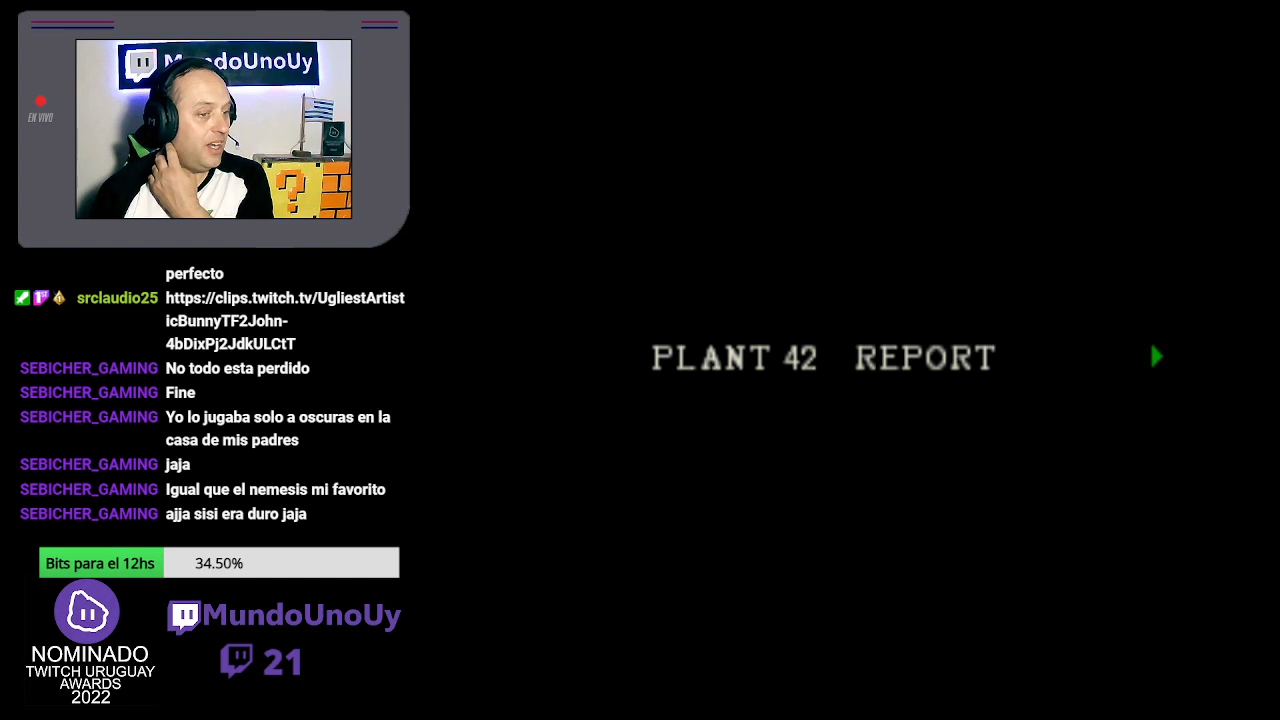 MundoUnoUy
EN VIVO
perfecto
srclaudio25 https://clips.twitch.tv/UgliestArtist
icBunnyTF2John-
4bDixPj2JdkULCtT
SEBICHER_GAMING No todo esta perdido
SEBICHER_GAMING Fine
SEBICHER_GAMING Yo lo jugaba solo a oscuras en la
casa de mis padres
SEBICHER_GAMING jaja
SEBICHER_GAMING Igual que el nemesis mi favorito
SEBICHER_GAMING ajja sisi era duro jaja
Bits para el 12hs 34.50%
MundoUnoUy
21
NOMINADO
TWITCH URUGUAY
AWARDS
2022
PLANT 42 REPORT